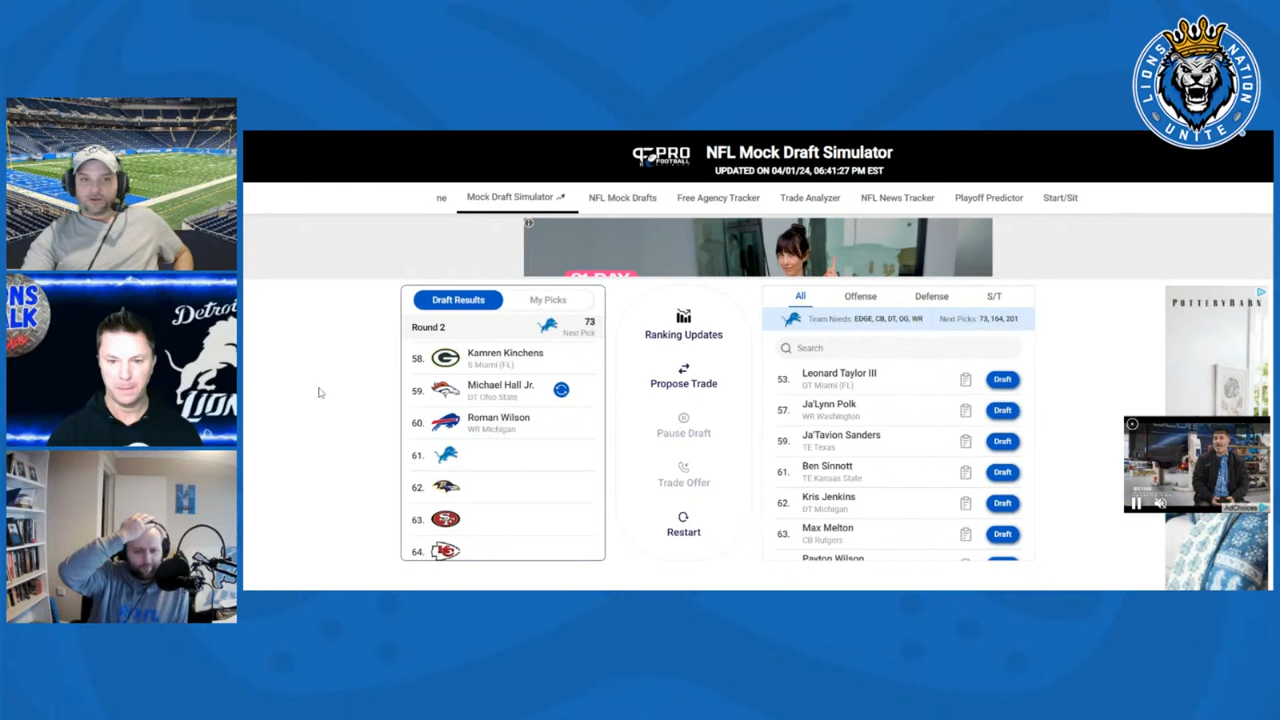 LIONS NATION
UNITE
PRO
FOOTBALL
NFL Mock Draft Simulator
UPDATED ON 04/01/24, 06:41:27 PM EST
me
Mock Draft Simulator
NFL Mock Drafts
Free Agency Tracker
Trade Analyzer
NFL News Tracker
Playoff Predictor
Start/Sit
21 DAY
Draft Results
My Picks
Round 2
73
Next Pick
58.
Kamren Kinchens
S Miami (FL)
59.
Michael Hall Jr.
DT Ohio State
60.
Roman Wilson
WR Michigan
61.
62.
63.
64.
Ranking Updates
Propose Trade
Pause Draft
Trade Offer
Restart
All
Offense
Defense
S/T
Team Needs: EDGE, CB, DT, OG, WR
Next Picks: 73, 164, 201
Search
53.
Leonard Taylor III
DT Miami (FL)
Draft
57.
Ja'Lynn Polk
WR Washington
Draft
59.
Ja'Tavion Sanders
TE Texas
Draft
61.
Ben Sinnott
TE Kansas State
Draft
62.
Kris Jenkins
DT Michigan
Draft
63.
Max Melton
CB Rutgers
Draft
Payton Wilson
POTTERYBARN
AdChoices
Detroit
LION